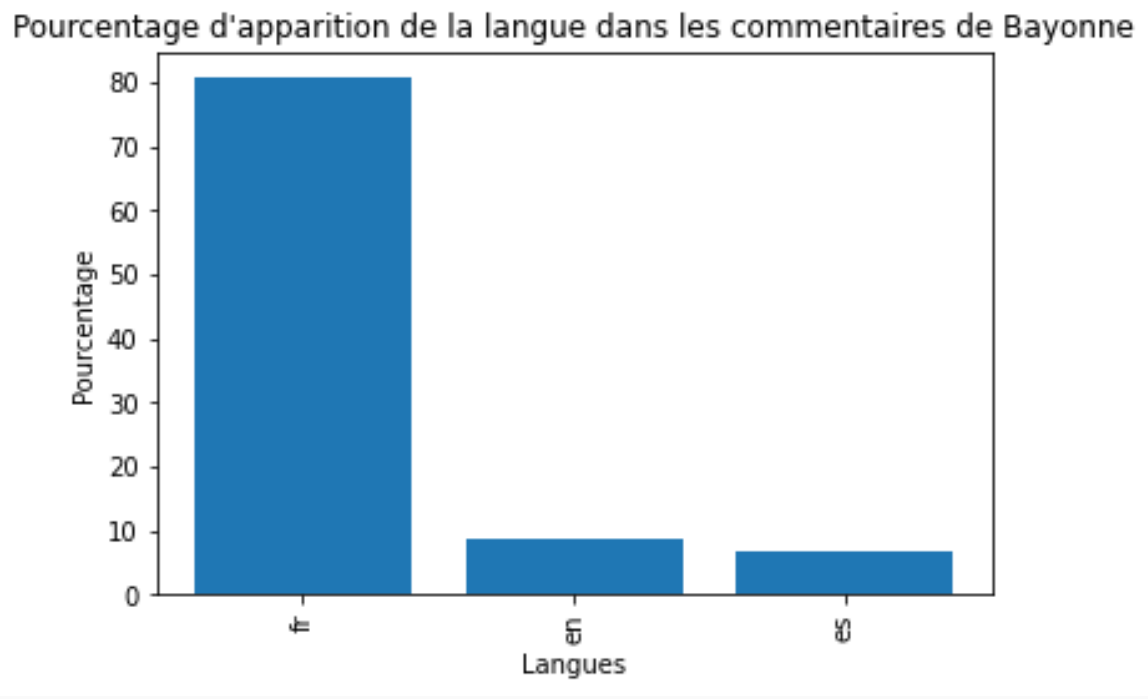 Pourcentage d'apparition de la langue dans les commentaires de Bayonne
Pourcentage
80
70
60
50
40
30
20
10
0
fr
en
es
Langues